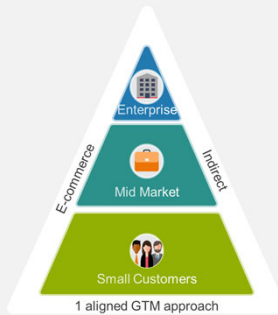 Enterprise
E-commerce
Indirect
Mid Market
Small Customers
1 aligned GTM approach